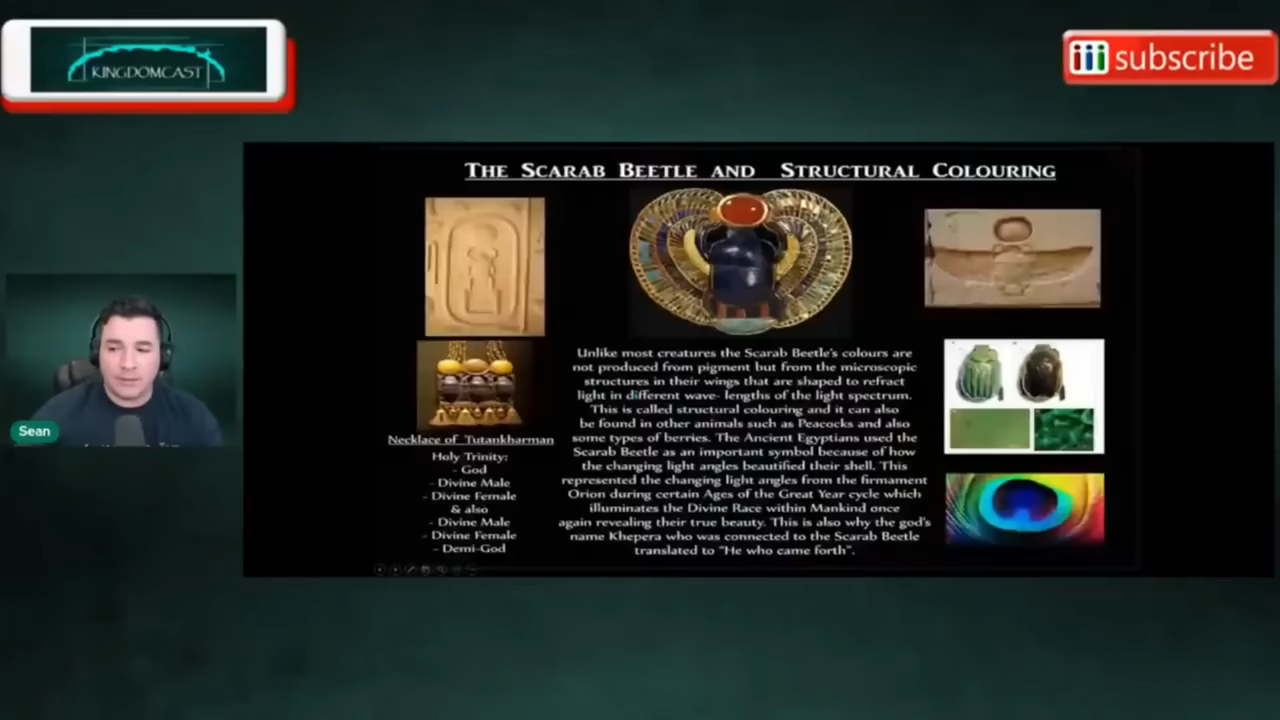 KINGDOMCAST
subscribe
THE SCARAB BEETLE AND STRUCTURAL COLOURING
Unlike most creatures the Scarab Beetle's colours are
not produced from pigment but from the microscopic
structures in their wings that are shaped to refract
light in different wave- lengths of the light spectrum.
This is called structural colouring and it can also
be found in other animals such as Peacocks and also
some types of berries. The Ancient Egyptians used the
Scarab Beetle as an important symbol because of how
the changing light angles beautified their shell. This
represented the changing light angles from the firmament
Orion during certain Ages of the Great Year cycle which
illuminates the Divine Race within Mankind once
again revealing their true beauty. This is also why the god's
name Khepera who was connected to the Scarab Beetle
translated to "He who came forth".
Necklace of Tutankharman
Holy Trinity:
- God
- Divine Male
- Divine Female
& also
- Divine Male
- Divine Female
- Demi-God
Sean